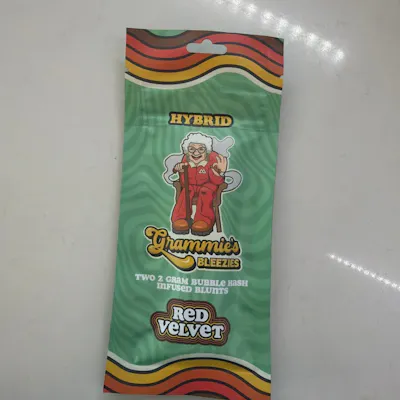 HYBRID
Grammie's
BLEEZIES
TWO 2 GRAM BUBBLE HASH
INFUSED BLUNTS
RED
VELVET